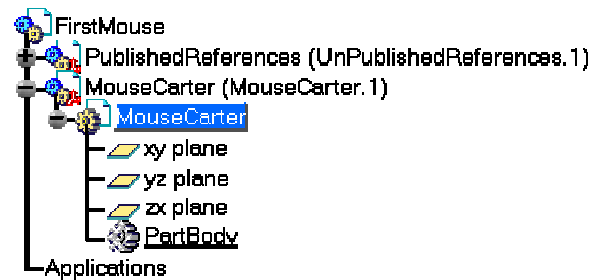 FirstMouse
PublishedReferences (UnPublishedReferences.1)
MouseCarter (MouseCarter.1)
MouseCarter
xy plane
yz plane
zx plane
PartBody
Applications